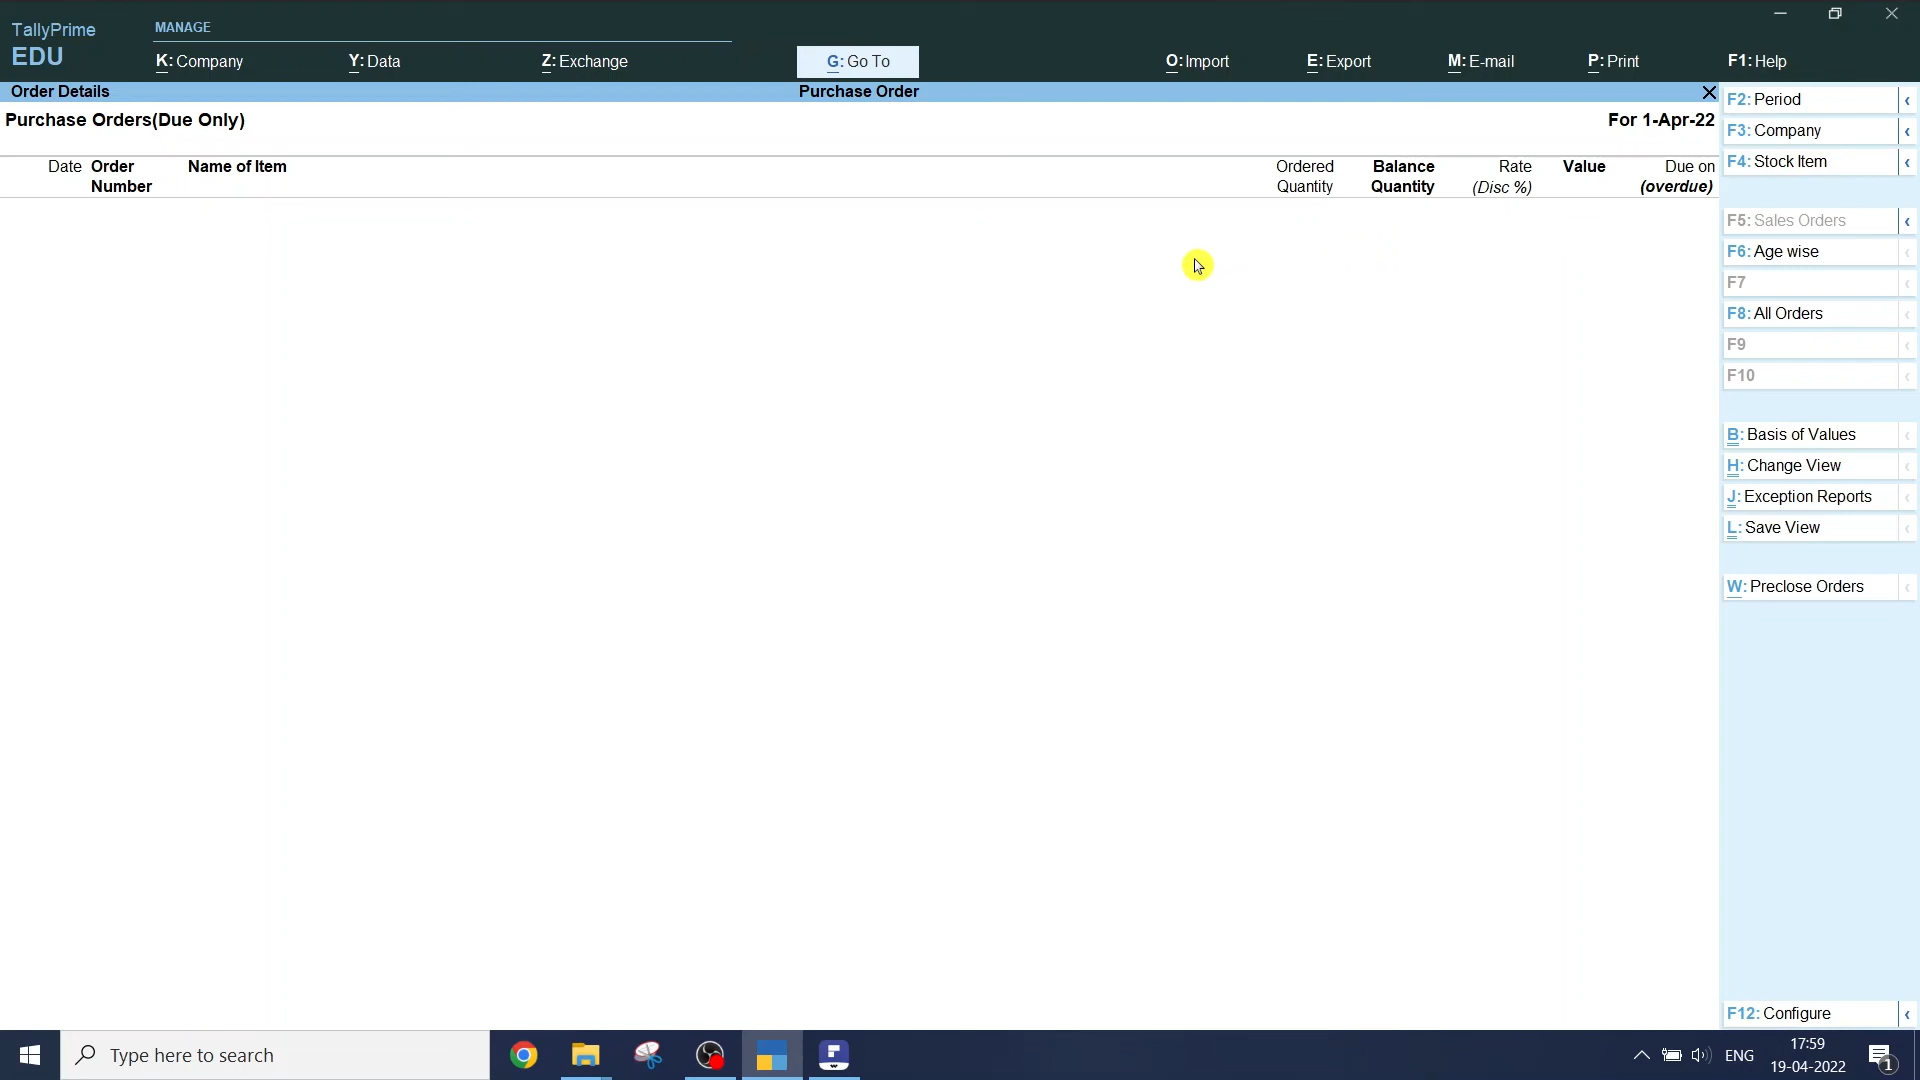 TallyPrime
EDU
MANAGE
K: Company
Y: Data
Z: Exchange
G: Go To
O: Import
E: Export
M: E-mail
P: Print
F1: Help
Order Details
Purchase Order
Purchase Orders(Due Only)
For 1-Apr-22
Date
Order
Number
Name of Item
Ordered
Quantity
Balance
Quantity
Rate
(Disc %)
Value
Due on
(overdue)
F2: Period
F3: Company
F4: Stock Item
F5: Sales Orders
F6: Age wise
F7
F8: All Orders
F9
F10
B: Basis of Values
H: Change View
J: Exception Reports
L: Save View
W: Preclose Orders
F12: Configure
Type here to search
ENG
17:59
19-04-2022
1